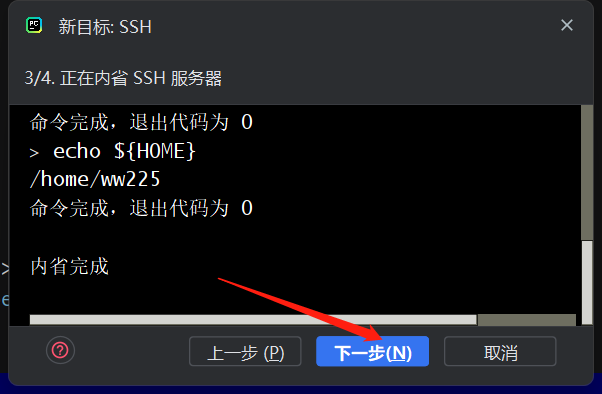 PC
新目标: SSH
3/4. 正在内省 SSH 服务器
命令完成，退出代码为 0
> echo ${HOME}
/home/ww225
命令完成，退出代码为 0
内省完成
>
e
上一步 (P) 下一步(N) 取消